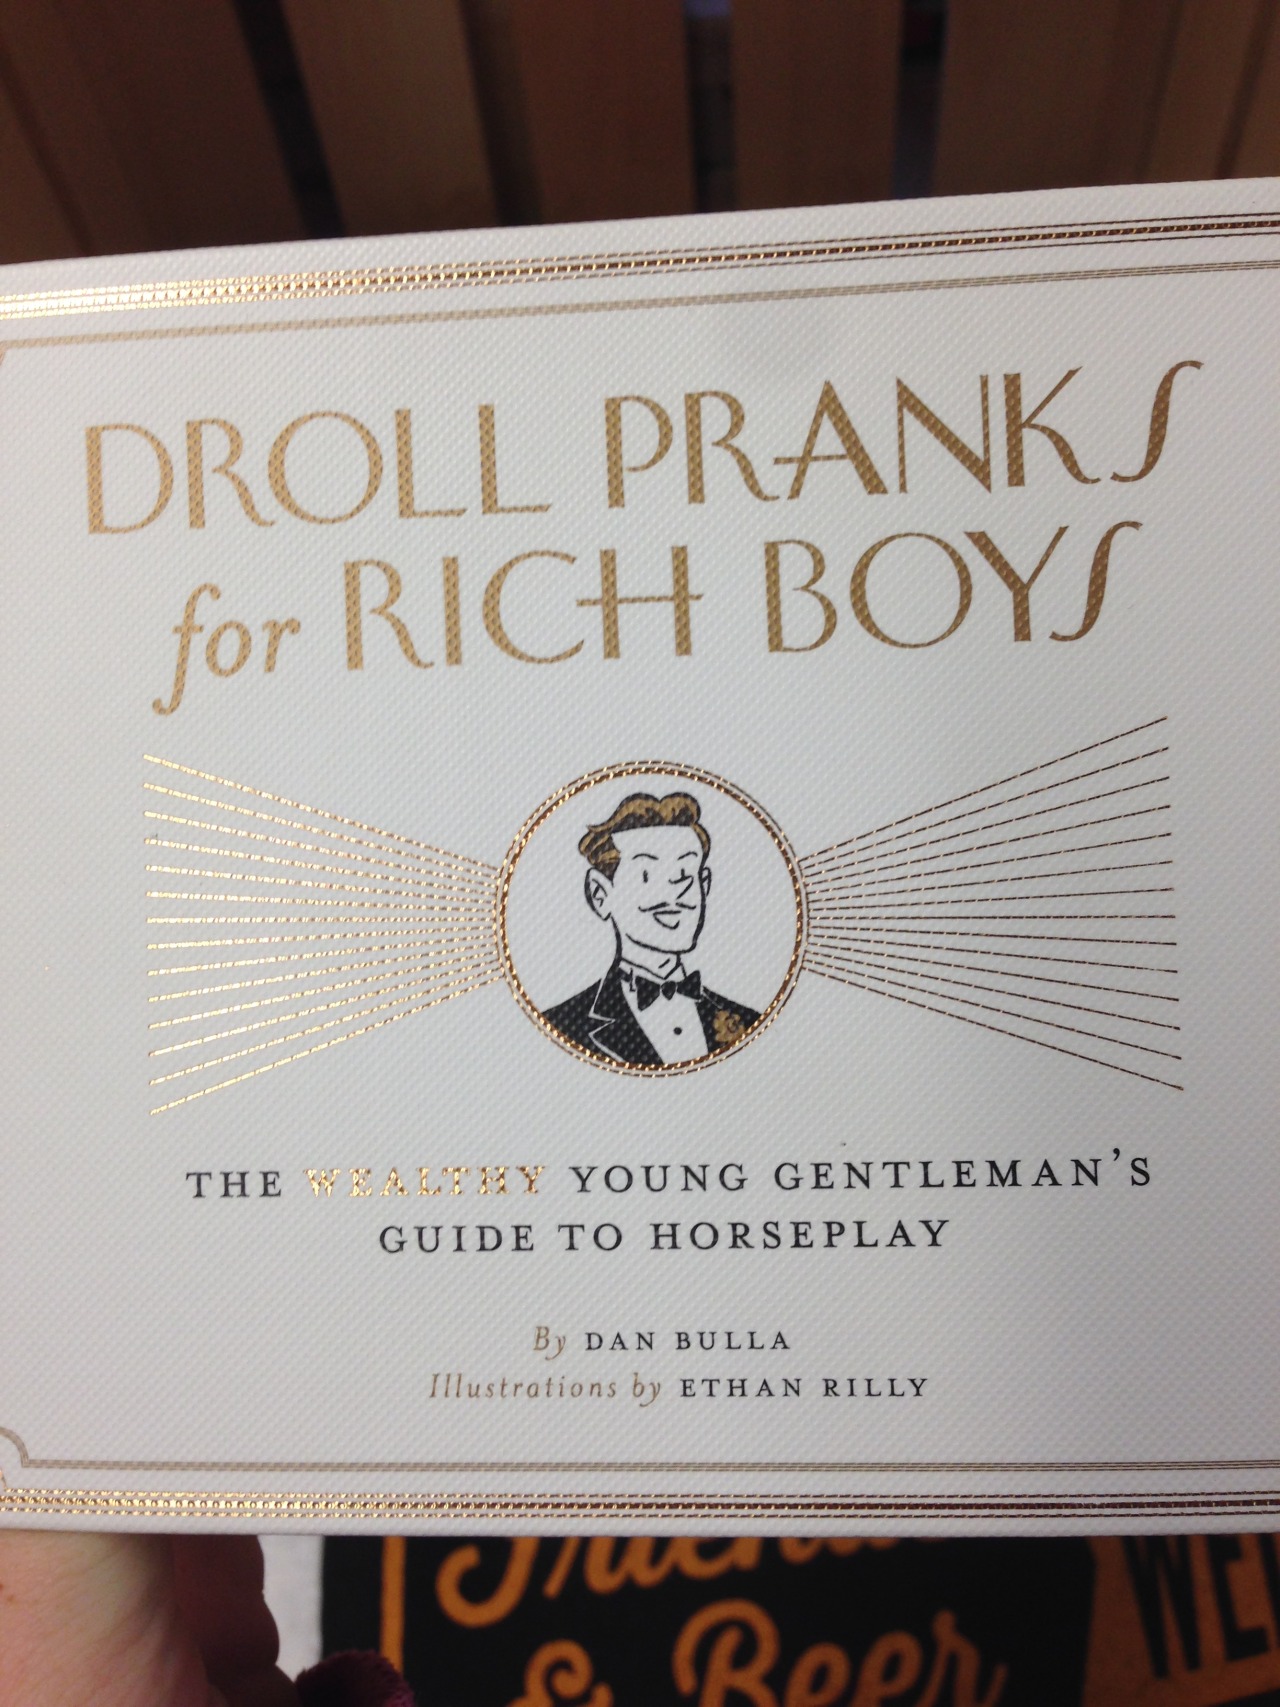 DROLL PRANKS
for RICH BOYS
THE WEALTHY YOUNG GENTLEMAN'S
GUIDE TO HORSEPLAY
By DAN BULLA
Illustrations by ETHAN RILLY
& Beer